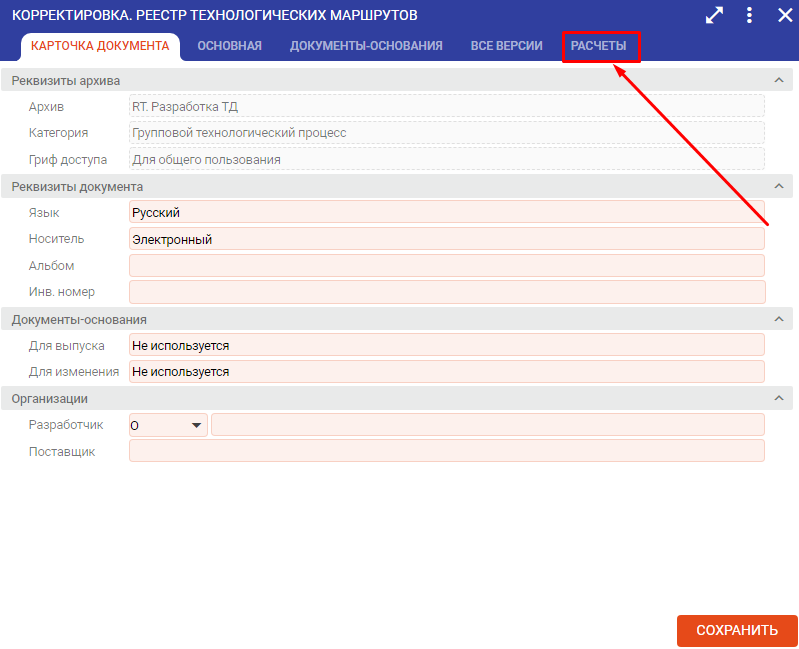 КОРРЕКТИРОВКА. РЕЕСТР ТЕХНОЛОГИЧЕСКИХ МАРШРУТОВ
КАРТОЧКА ДОКУМЕНТА ОСНОВНАЯ ДОКУМЕНТЫ-ОСНОВАНИЯ ВСЕ ВЕРСИИ РАСЧЕТЫ
Реквизиты архива
Архив RT. Разработка ТД
Категория Групповой технологический процесс
Гриф доступа Для общего пользования
Реквизиты документа
Язык Русский
Носитель Электронный
Альбом
Инв. номер
Документы-основания
Для выпуска Не используется
Для изменения Не используется
Организации
Разработчик О
Поставщик
СОХРАНИТЬ